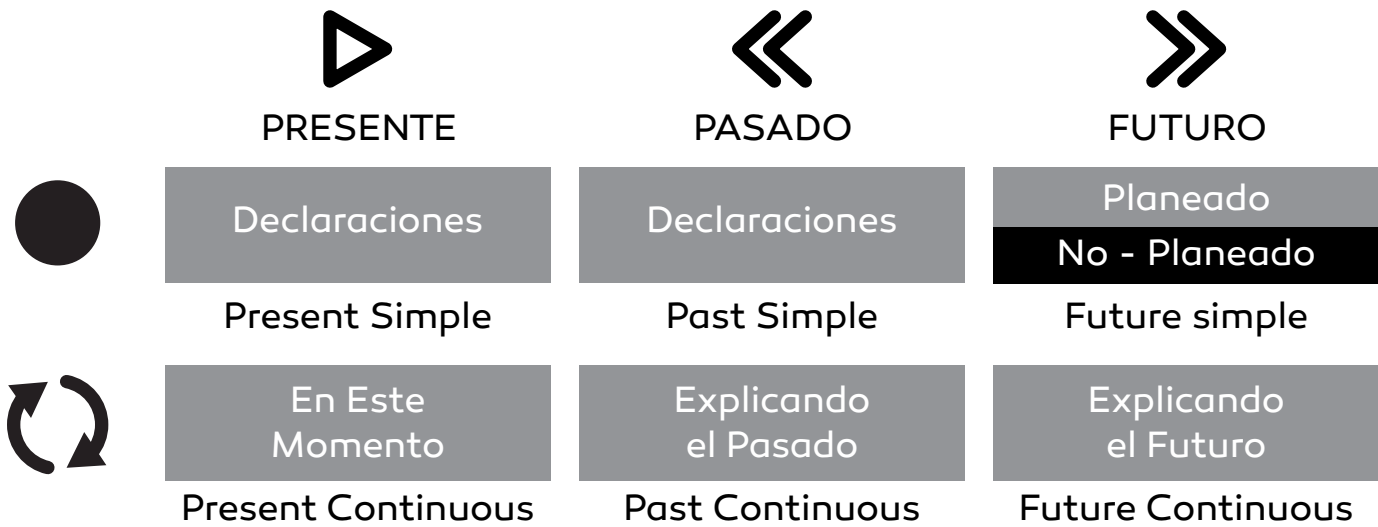 PRESENTE
PASADO
FUTURO
Declaraciones
Declaraciones
Planeado
No - Planeado
Present Simple
Past Simple
Future simple
En Este
Momento
Explicando
el Pasado
Explicando
el Futuro
Present Continuous
Past Continuous
Future Continuous